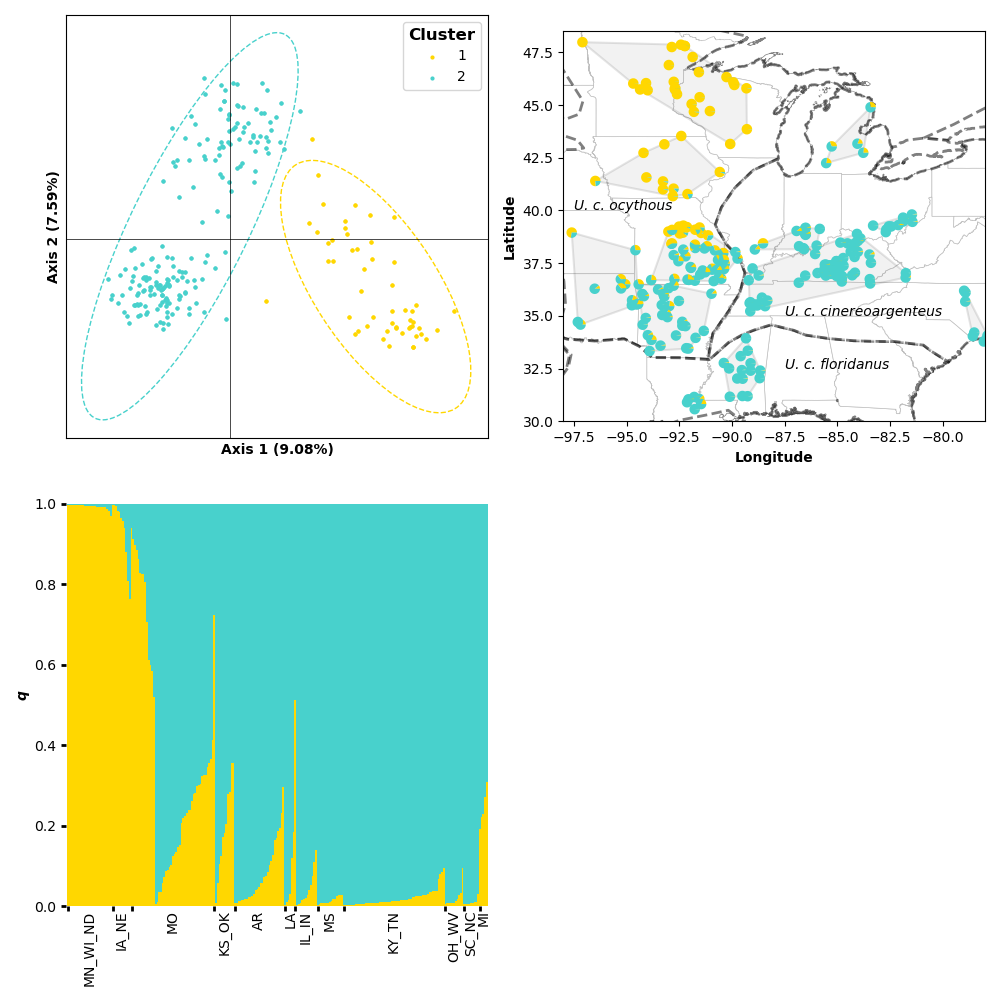 Cluster
1
2
Axis 2 (7.59%)
Axis 1 (9.08%)
47.5
45.0
42.5
40.0
37.5
35.0
32.5
30.0
Latitude
U. c. ocythous
U. c. cinereoargenteus
U. c. floridanus
−97.5 −95.0 −92.5 −90.0 −87.5 −85.0 −82.5 −80.0
Longitude
1.0
0.8
0.6
0.4
0.2
0.0
q
MN_WI_ND
IA_NE
MO
KS_OK
AR
LA
IL_IN
MS
KY_TN
OH_WV
SC_NC
MI